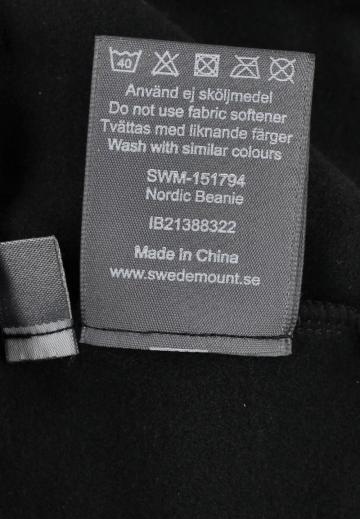 40
Använd ej sköljmedel
Do not use fabric softener
Tvättas med liknande färger
Wash with similar colours
SWM-151794
Nordic Beanie
IB21388322
Made in China
www.swedemount.se